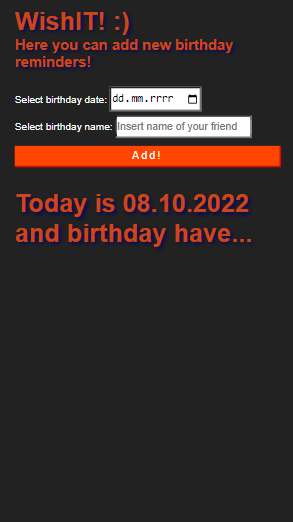 WishIT! :)
Here you can add new birthday
reminders!
Select birthday date: dd.mm.rrrr
Select birthday name: Insert name of your friend
Add!
Today is 08.10.2022
and birthday have...